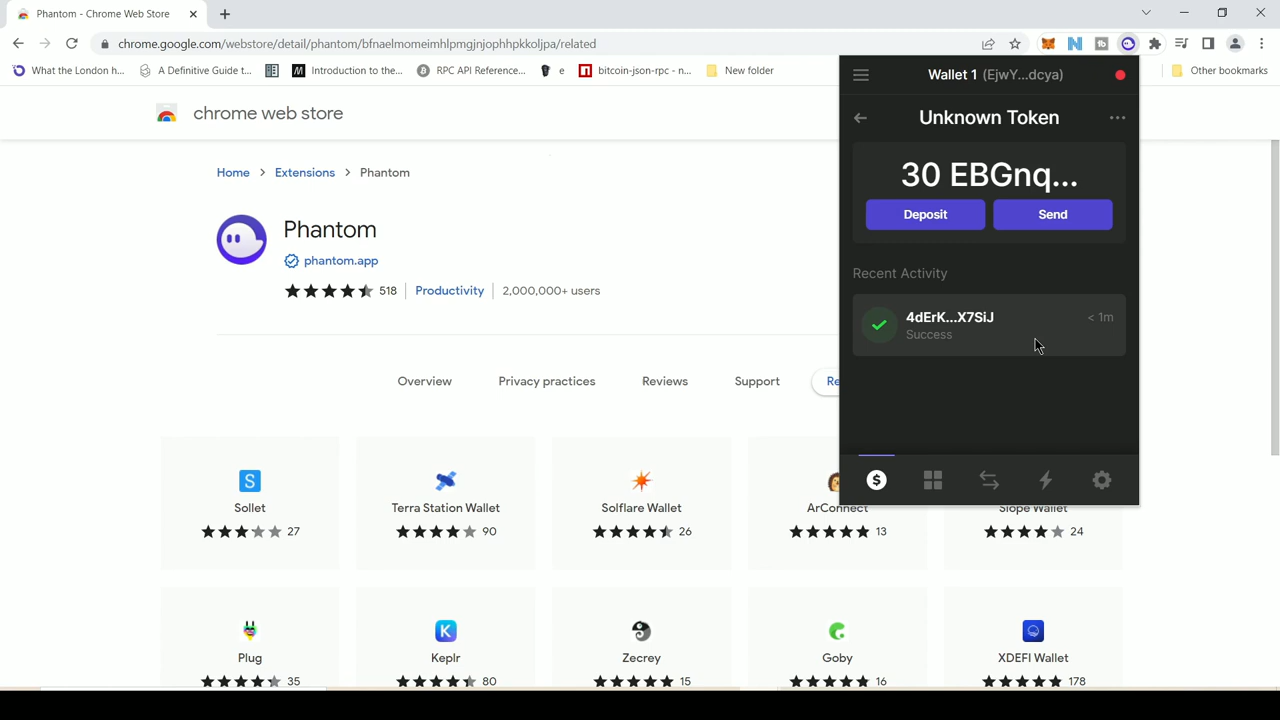 Phantom - Chrome Web Store
chrome.google.com/webstore/detail/phantom/bfnaelmomeimhlpmgjnjophhpkkoljpa/related
What the London h... A Definitive Guide t... Introduction to the... RPC API Reference... e bitcoin-json-rpc - n... New folder Other bookmarks
chrome web store
Home > Extensions > Phantom
Phantom
phantom.app
518 Productivity 2,000,000+ users
Overview Privacy practices Reviews Support Re
Sollet Terra Station Wallet Solflare Wallet ArConnect Slope Wallet
27 90 26 13 24
Plug Keplr Zecrey Goby XDEFI Wallet
35 80 15 16 178
Wallet 1 (EjwY...dcya)
Unknown Token
30 EBGnq...
Deposit Send
Recent Activity
4dErK...X7SiJ < 1m
Success